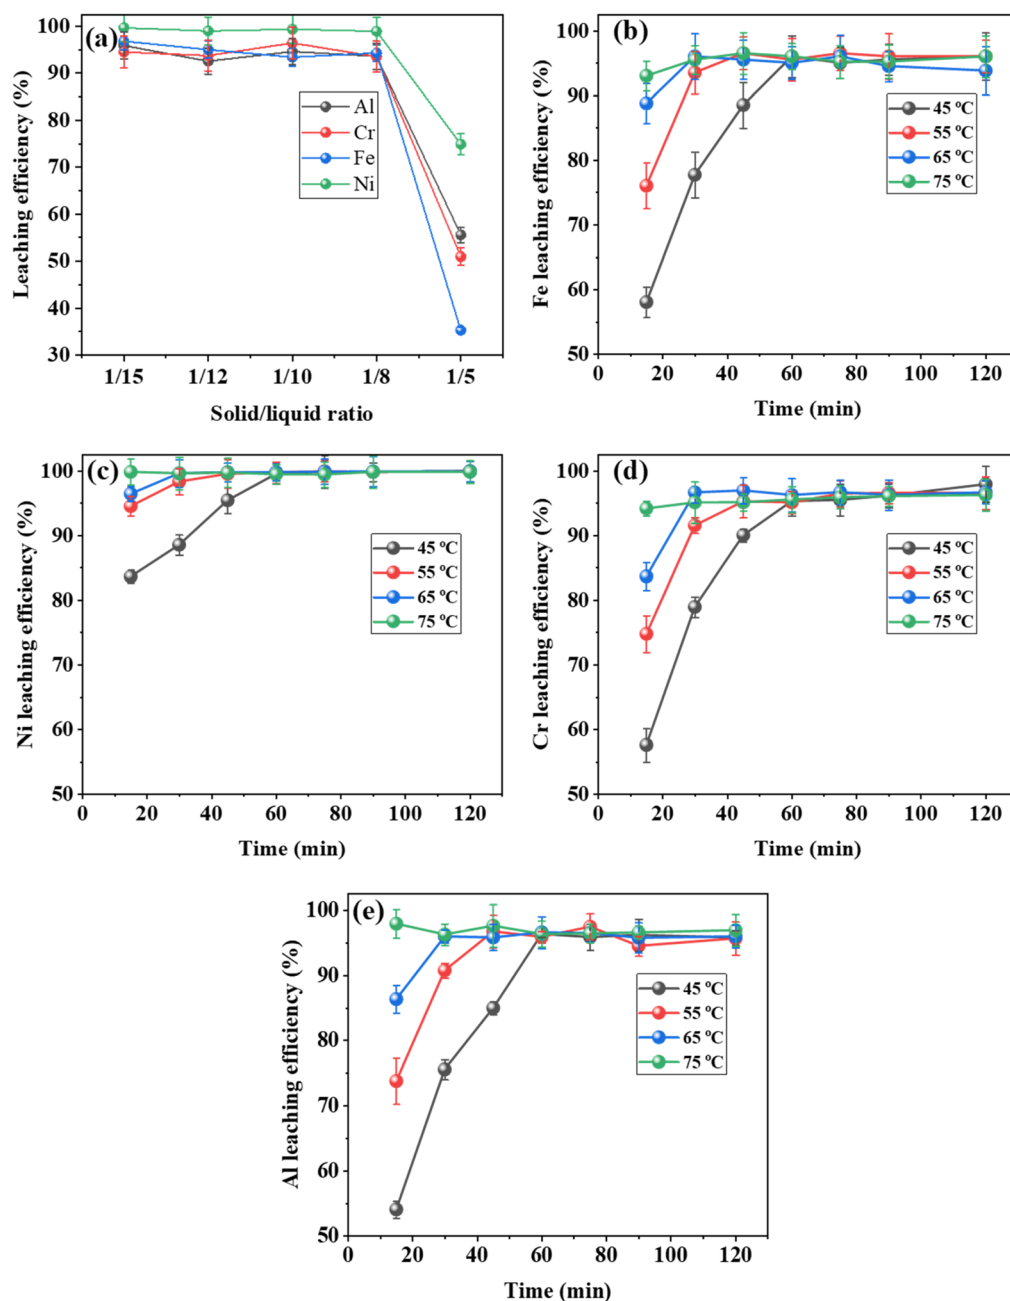 (a)
Leaching efficiency (%)
100
90
80
70
60
50
40
30
Al
Cr
Fe
Ni
1/15 1/12 1/10 1/8 1/5
Solid/liquid ratio
(b)
Fe leaching efficiency (%)
100
90
80
70
60
50
45 ºC
55 ºC
65 ºC
75 ºC
0 20 40 60 80 100 120
Time (min)
(c)
Ni leaching efficiency (%)
100
90
80
70
60
50
45 ºC
55 ºC
65 ºC
75 ºC
0 20 40 60 80 100 120
Time (min)
(d)
Cr leaching efficiency (%)
100
90
80
70
60
50
45 ºC
55 ºC
65 ºC
75 ºC
0 20 40 60 80 100 120
Time (min)
(e)
Al leaching efficiency (%)
100
90
80
70
60
50
45 ºC
55 ºC
65 ºC
75 ºC
0 20 40 60 80 100 120
Time (min)